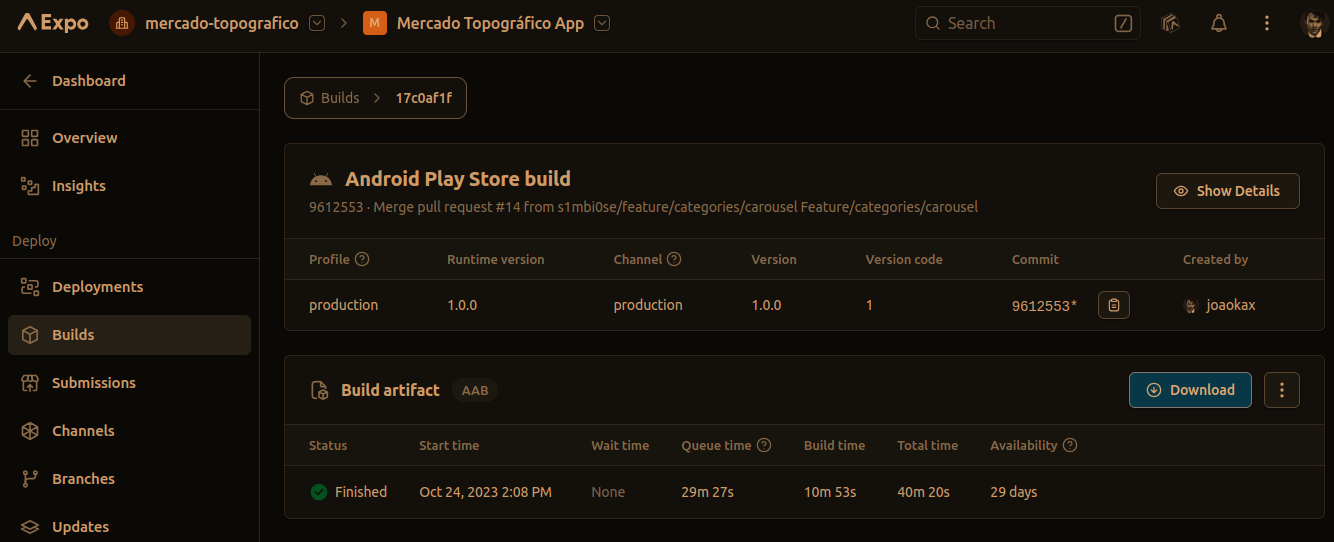 Expo mercado-topografico > M Mercado Topográfico App Search /
Dashboard
Overview
Insights
Deploy
Deployments
Builds
Submissions
Channels
Branches
Updates
Builds > 17c0af1f
Android Play Store build
9612553 · Merge pull request #14 from s1mbi0se/feature/categories/carousel Feature/categories/carousel
Show Details
Profile Runtime version Channel Version Version code Commit Created by
production 1.0.0 production 1.0.0 1 9612553* joaokax
Build artifact AAB
Download
Status Start time Wait time Queue time Build time Total time Availability
Finished Oct 24, 2023 2:08 PM None 29m 27s 10m 53s 40m 20s 29 days